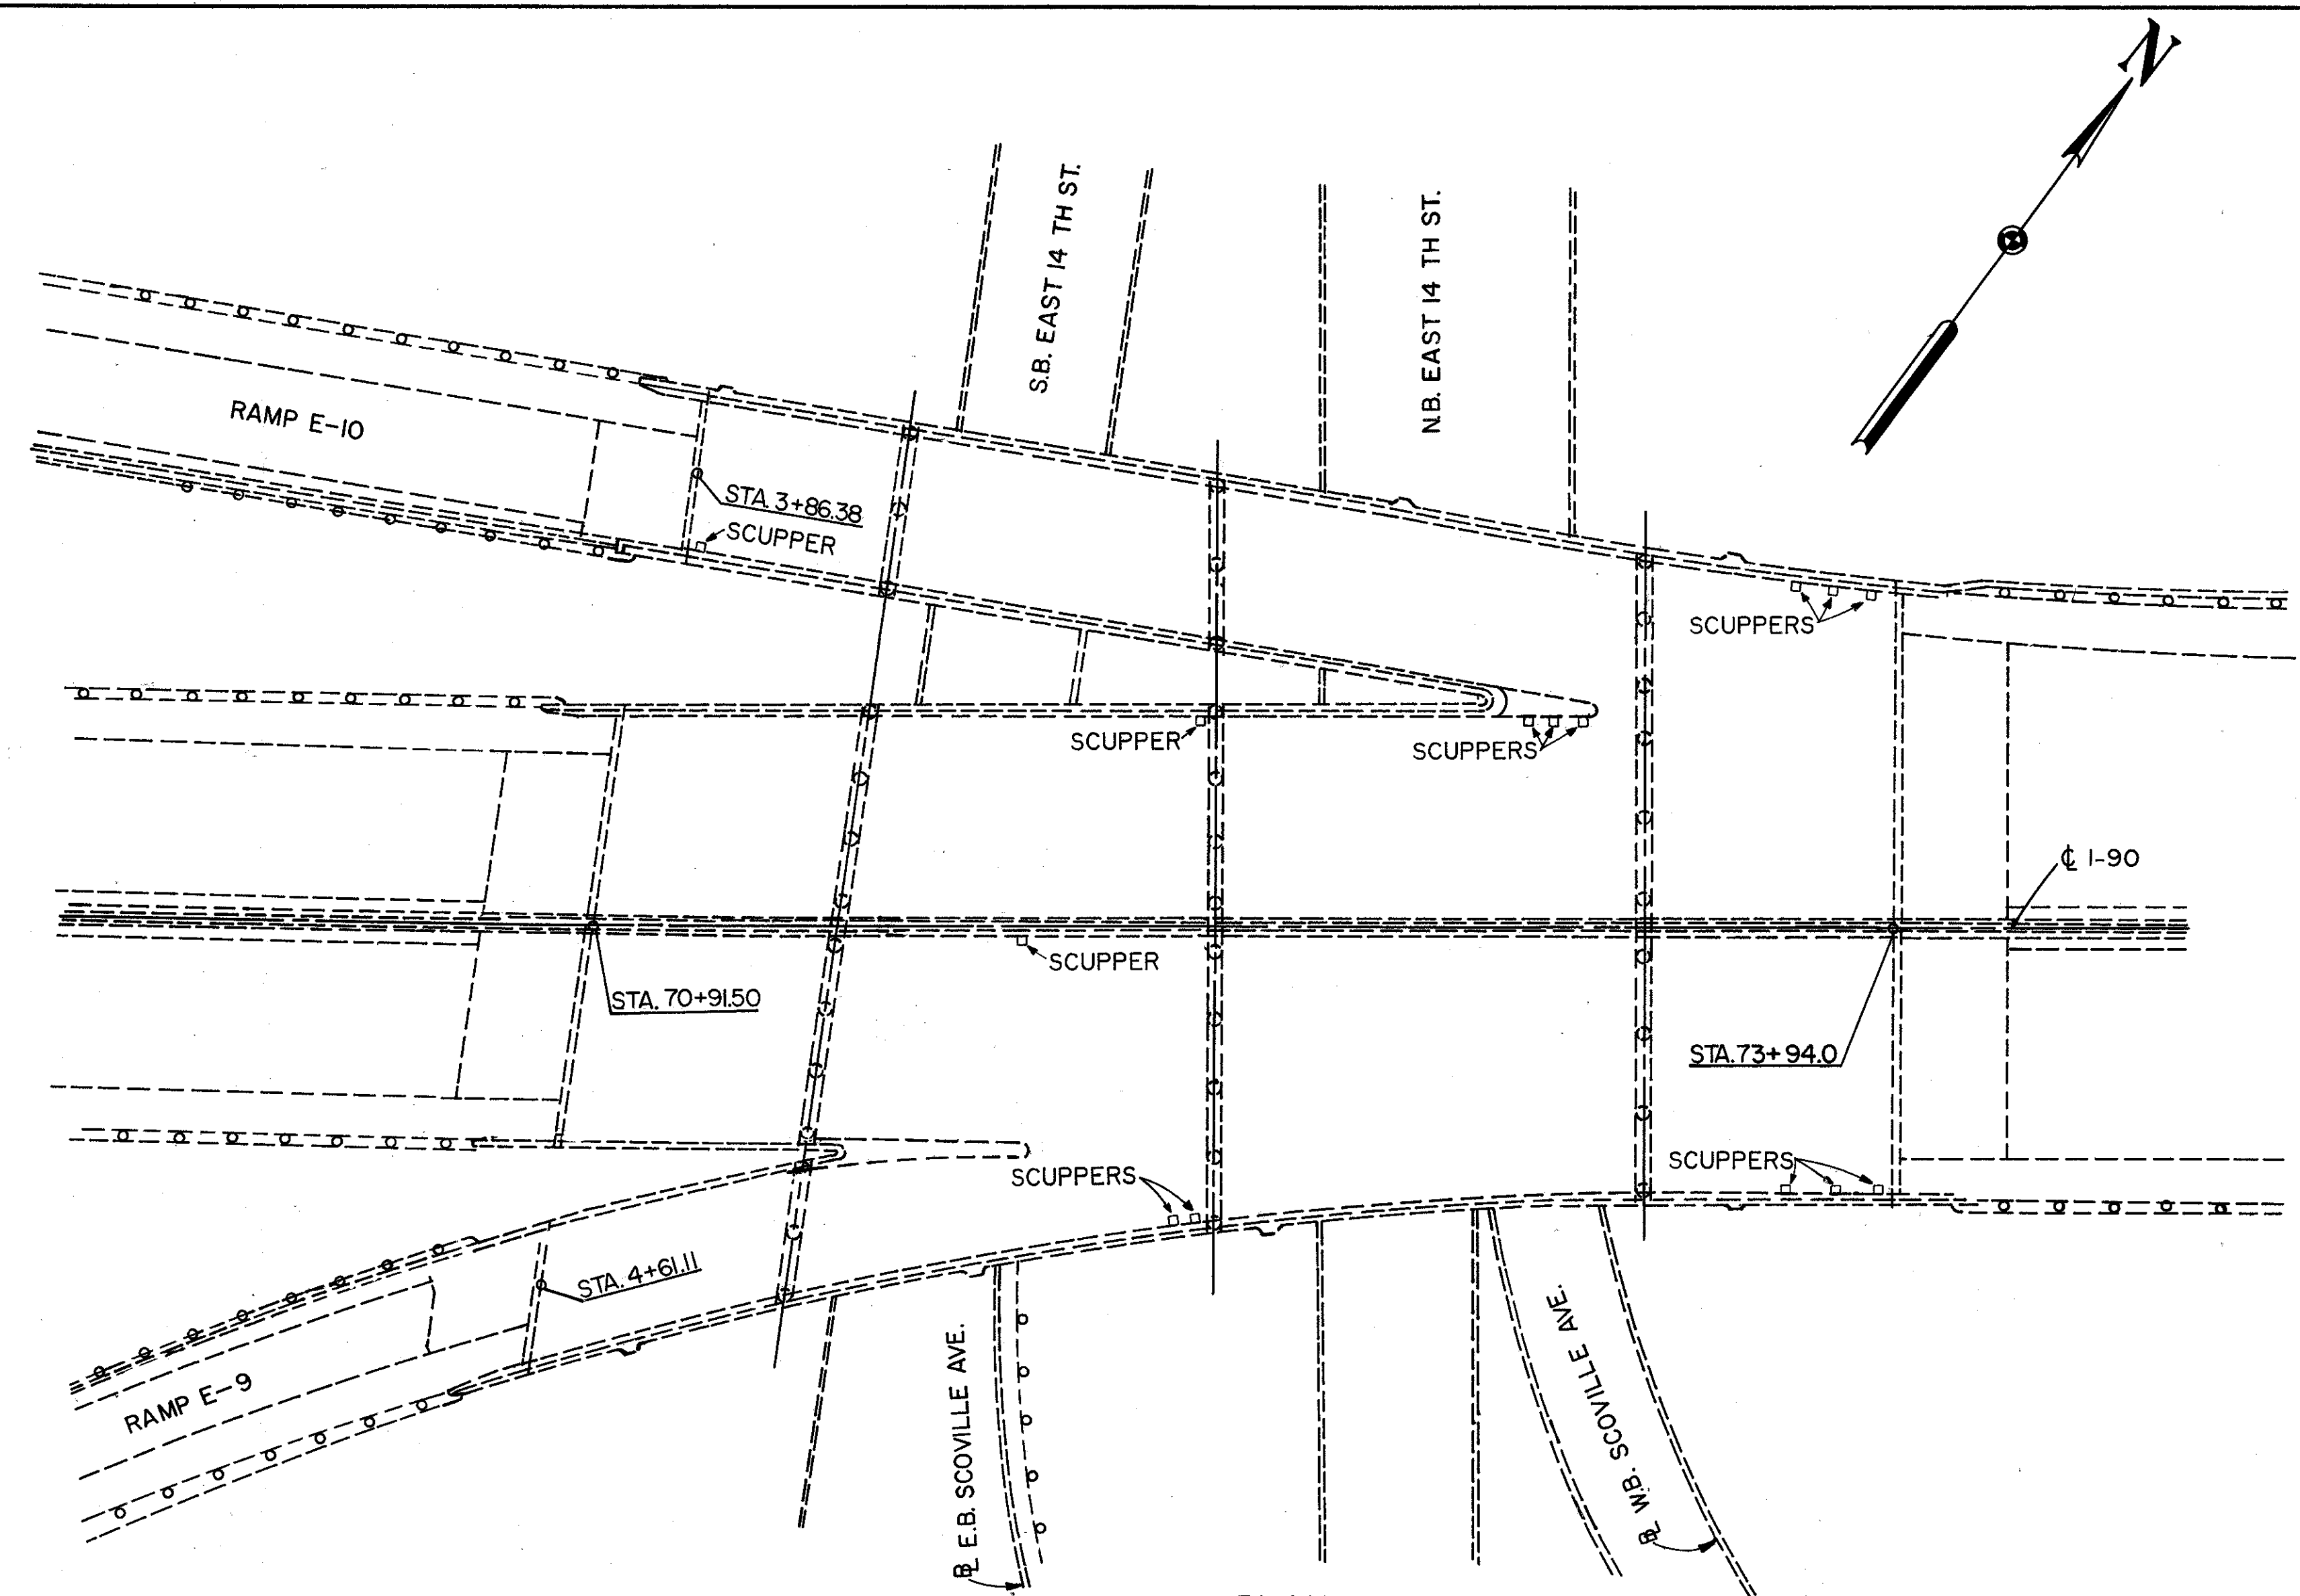 N
S.B. EAST 14 TH ST.
N.B. EAST 14 TH ST.
RAMP E-10
STA. 3+86.38
SCUPPER
SCUPPERS
SCUPPER
SCUPPERS
℄ I-90
SCUPPER
STA. 70+91.50
STA. 73+94.0
SCUPPERS
SCUPPERS
STA. 4+61.11
RAMP E-9
BL E.B. SCOVILLE AVE.
BL W.B. SCOVILLE AVE.